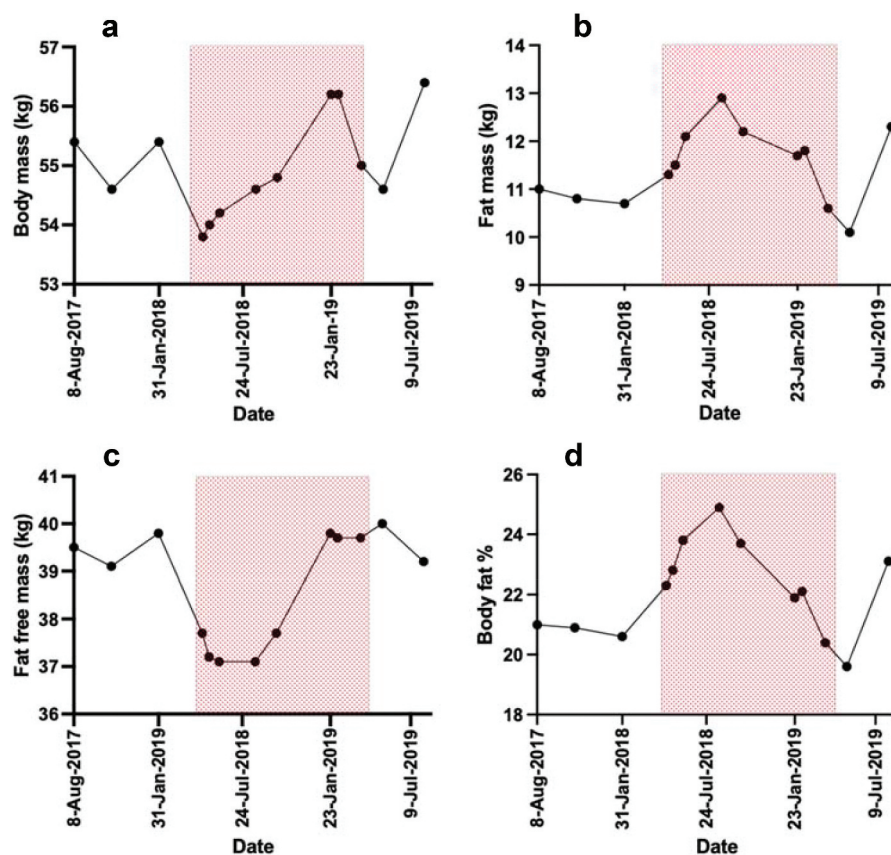 a
57
56
55
54
53
Body mass (kg)
8-Aug-2017
31-Jan-2018
24-Jul-2018
23-Jan-19
9-Jul-2019
Date
b
14
13
12
11
10
9
Fat mass (kg)
8-Aug-2017
31-Jan-2018
24-Jul-2018
23-Jan-2019
9-Jul-2019
Date
c
41
40
39
38
37
36
Fat free mass (kg)
8-Aug-2017
31-Jan-2019
24-Jul-2018
23-Jan-2019
9-Jul-2019
Date
d
26
24
22
20
18
Body fat %
8-Aug-2017
31-Jan-2018
24-Jul-2018
23-Jan-2019
9-Jul-2019
Date